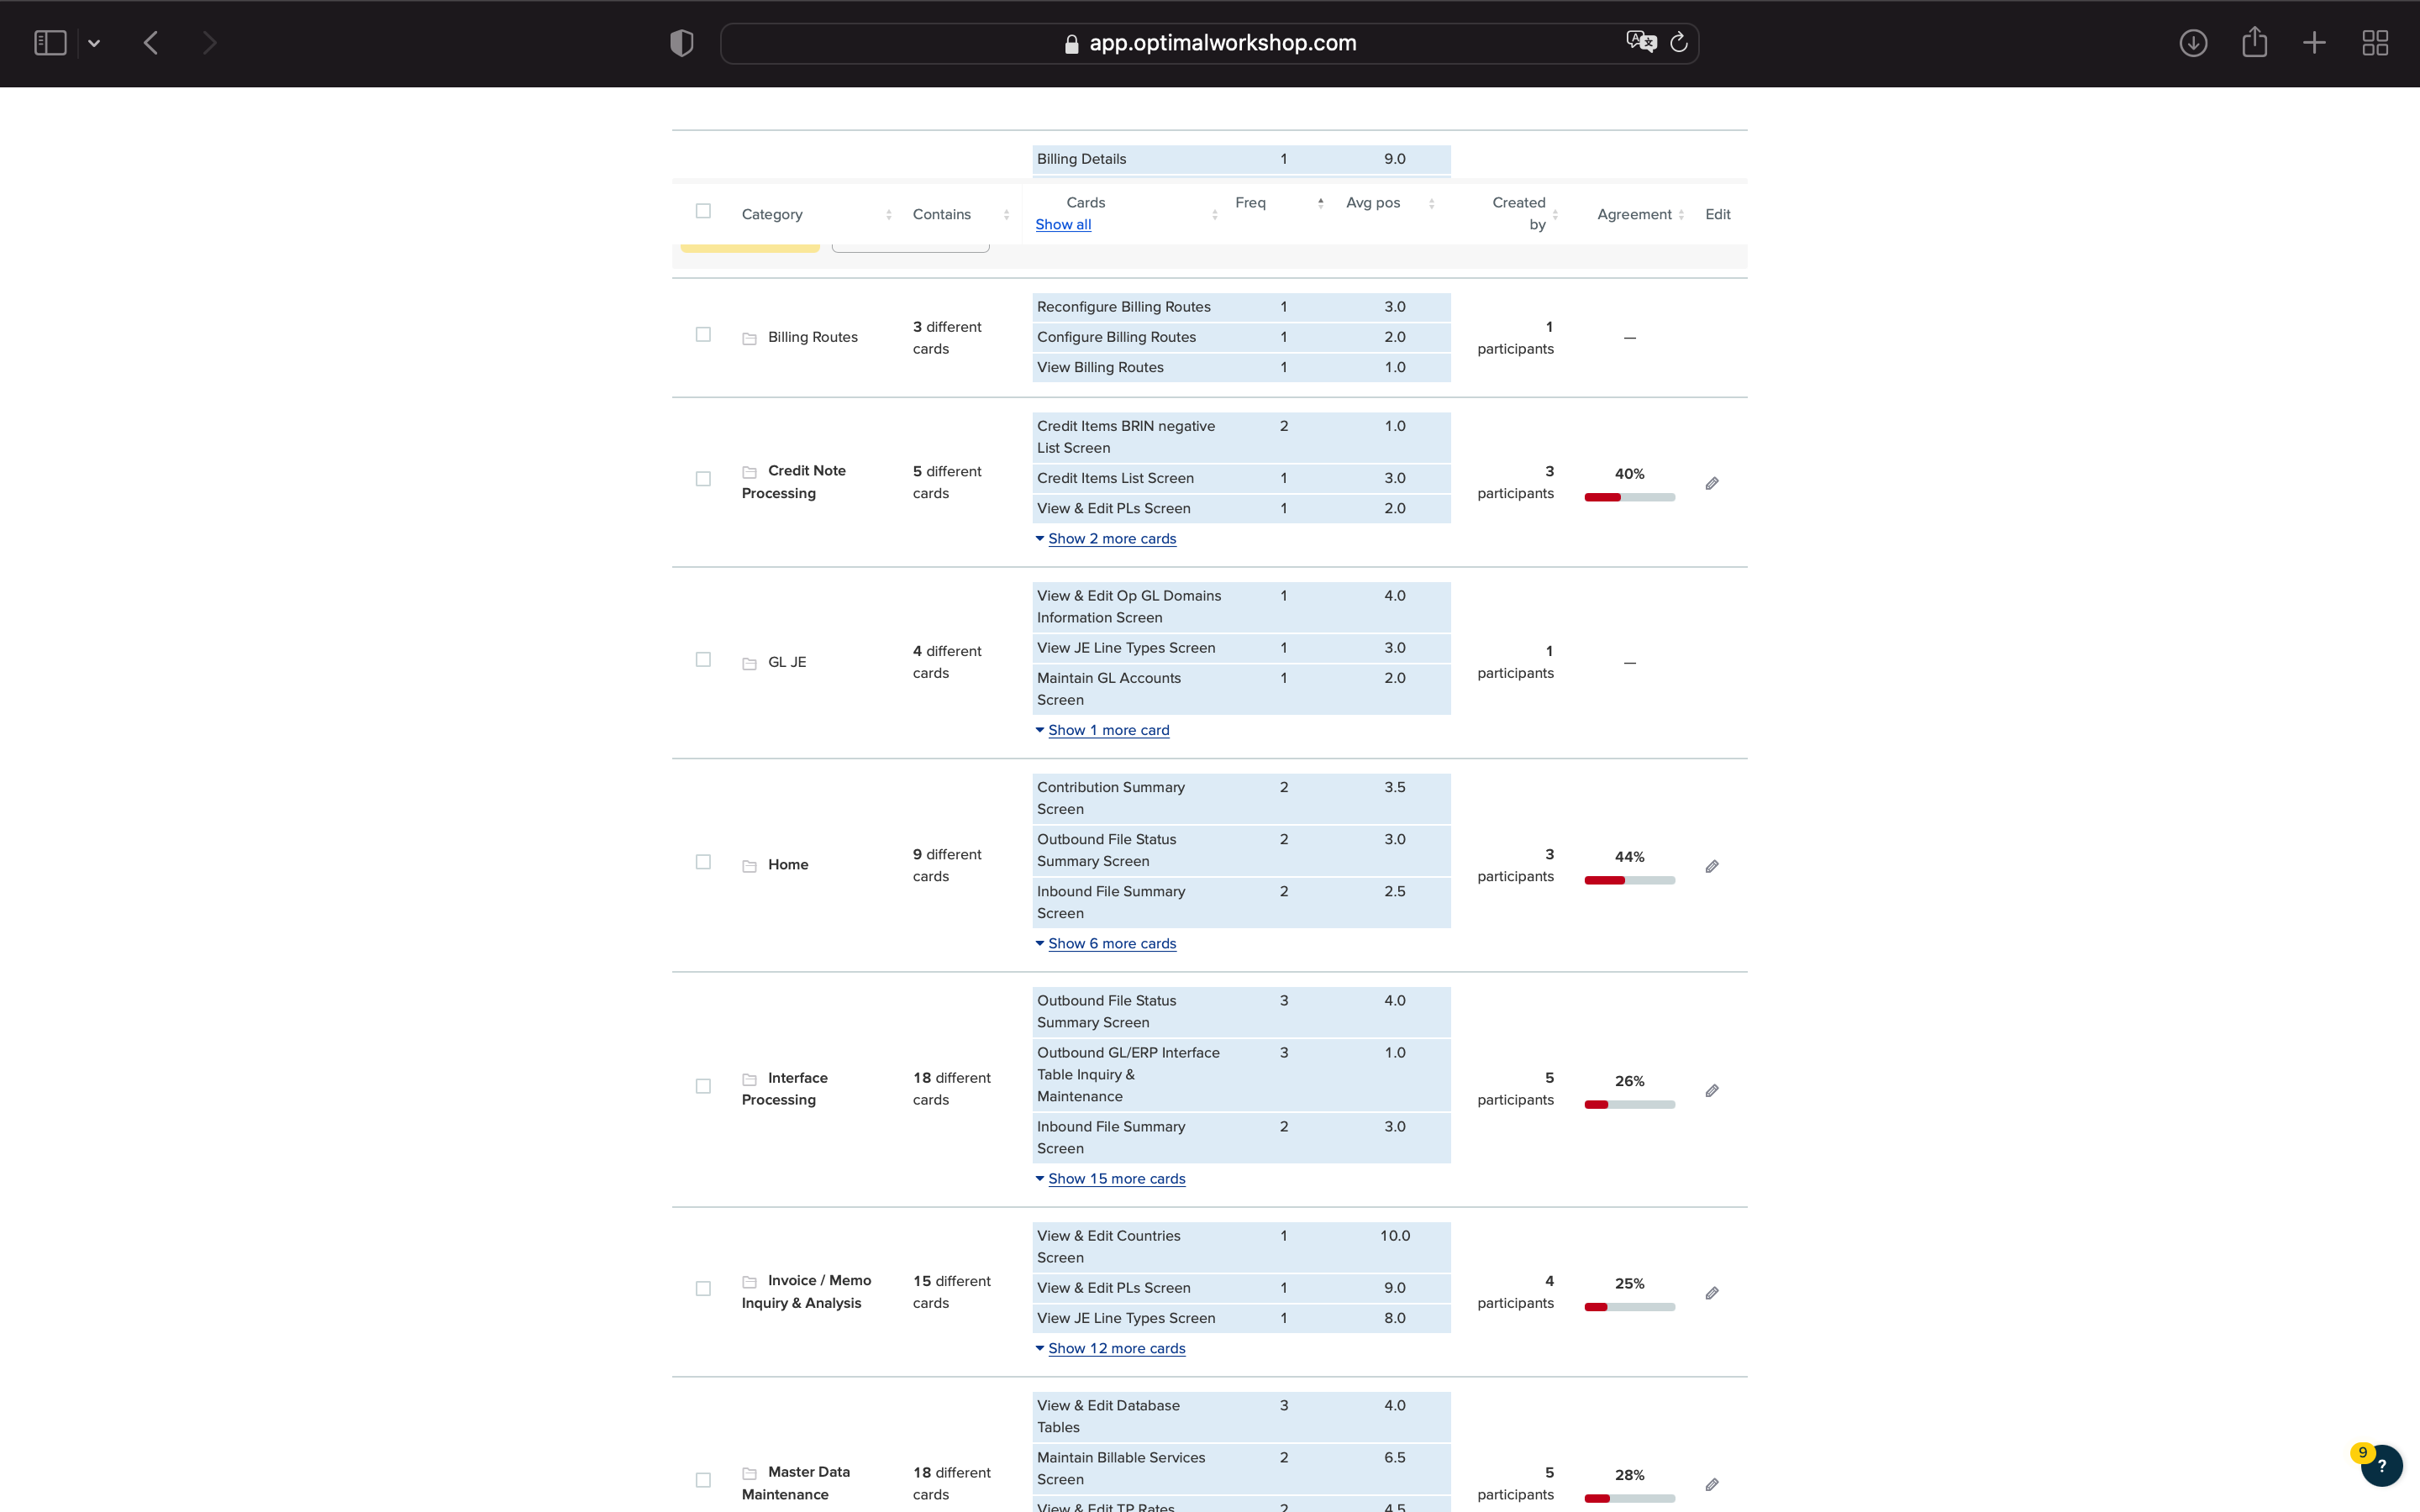 app.optimalworkshop.com
Billing Details 1 9.0
Category Contains Cards Freq Avg pos Created by Agreement Edit
Show all
Reconfigure Billing Routes 1 3.0
Billing Routes 3 different cards Configure Billing Routes 1 2.0 1 participants —
View Billing Routes 1 1.0
Credit Items BRIN negative 2 1.0
List Screen
Credit Note Processing 5 different cards Credit Items List Screen 1 3.0 3 participants 40%
View & Edit PLs Screen 1 2.0
Show 2 more cards
View & Edit Op GL Domains 1 4.0
Information Screen
GL JE 4 different cards View JE Line Types Screen 1 3.0 1 participants —
Maintain GL Accounts 1 2.0
Screen
Show 1 more card
Contribution Summary 2 3.5
Screen
Home 9 different cards Outbound File Status 2 3.0 3 participants 44%
Summary Screen
Inbound File Summary 2 2.5
Screen
Show 6 more cards
Outbound File Status 3 4.0
Summary Screen
Interface Processing 18 different cards Outbound GL/ERP Interface 3 1.0 5 participants 26%
Table Inquiry &
Maintenance
Inbound File Summary 2 3.0
Screen
Show 15 more cards
View & Edit Countries 1 10.0
Screen
Invoice / Memo Inquiry & Analysis 15 different cards View & Edit PLs Screen 1 9.0 4 participants 25%
View JE Line Types Screen 1 8.0
Show 12 more cards
View & Edit Database 3 4.0
Tables
Master Data Maintenance 18 different cards Maintain Billable Services 2 6.5 5 participants 28%
Screen
View & Edit TP Rates 2 4.5
9
?